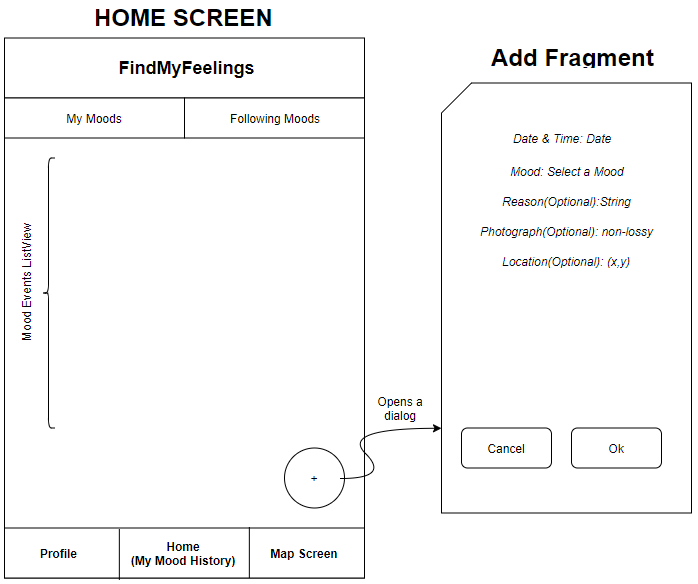 HOME SCREEN
FindMyFeelings
My Moods
Following Moods
Mood Events ListView
+
Profile
Home
(My Mood History)
Map Screen
Opens a
dialog
Add Fragment
Date & Time: Date
Mood: Select a Mood
Reason(Optional):String
Photograph(Optional): non-lossy
Location(Optional): (x,y)
Cancel
Ok